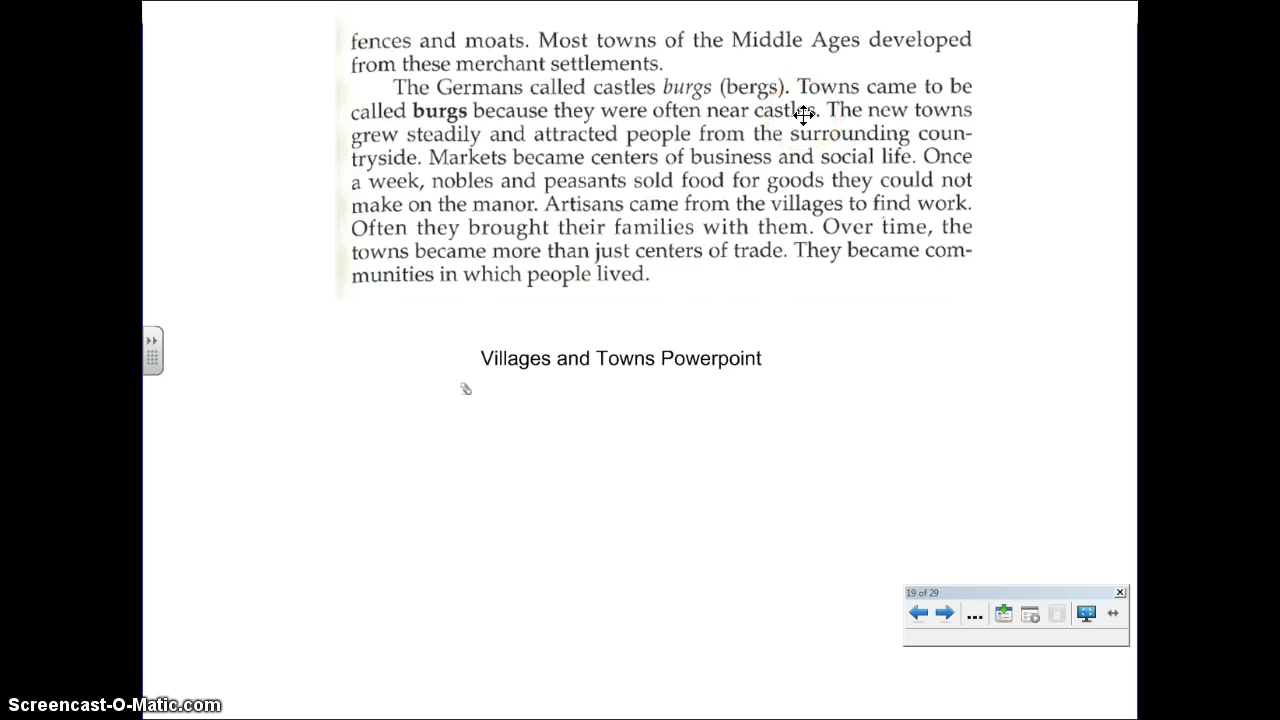 fences and moats. Most towns of the Middle Ages developed
from these merchant settlements.
The Germans called castles burgs (bergs). Towns came to be
called burgs because they were often near castles. The new towns
grew steadily and attracted people from the surrounding coun-
tryside. Markets became centers of business and social life. Once
a week, nobles and peasants sold food for goods they could not
make on the manor. Artisans came from the villages to find work.
Often they brought their families with them. Over time, the
towns became more than just centers of trade. They became com-
munities in which people lived.
Villages and Towns Powerpoint
19 of 29
...
Screencast-O-Matic.com